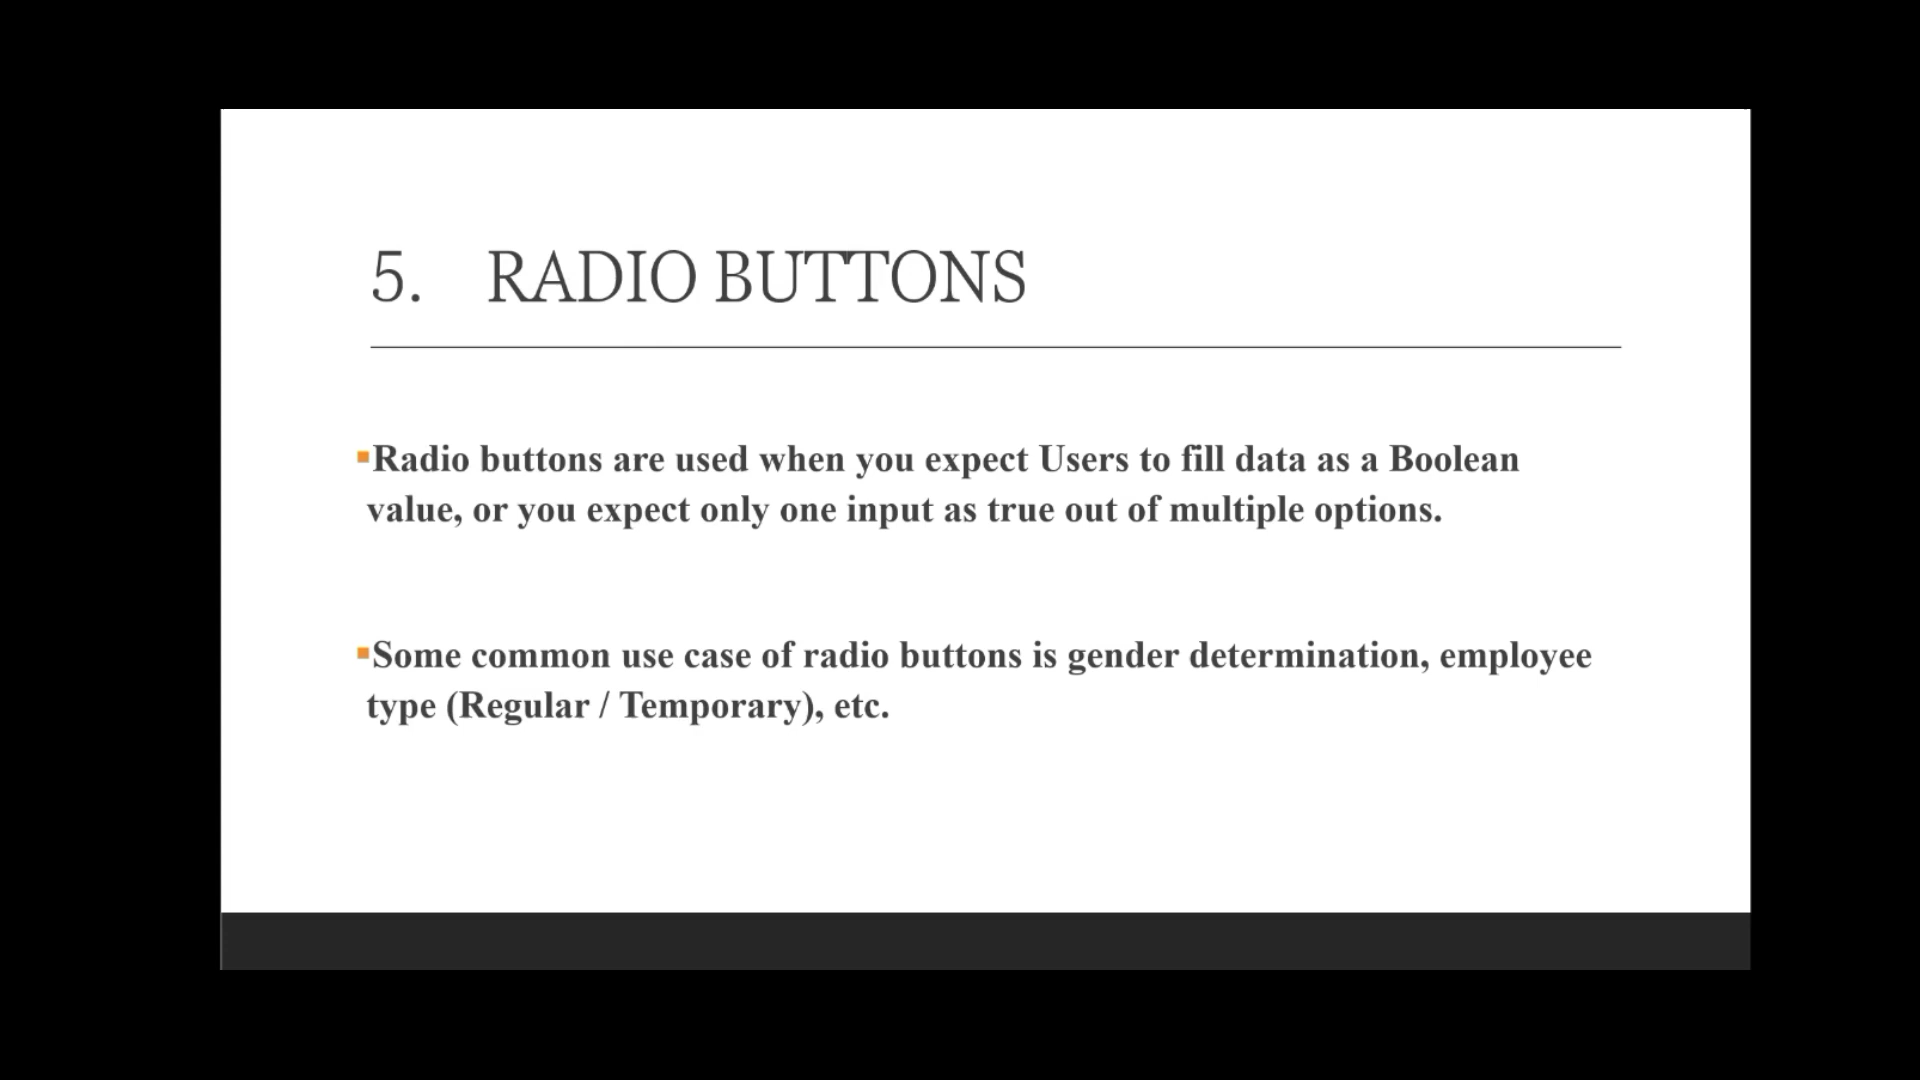 5. RADIO BUTTONS
▪Radio buttons are used when you expect Users to fill data as a Boolean
value, or you expect only one input as true out of multiple options.
▪Some common use case of radio buttons is gender determination, employee
type (Regular / Temporary), etc.